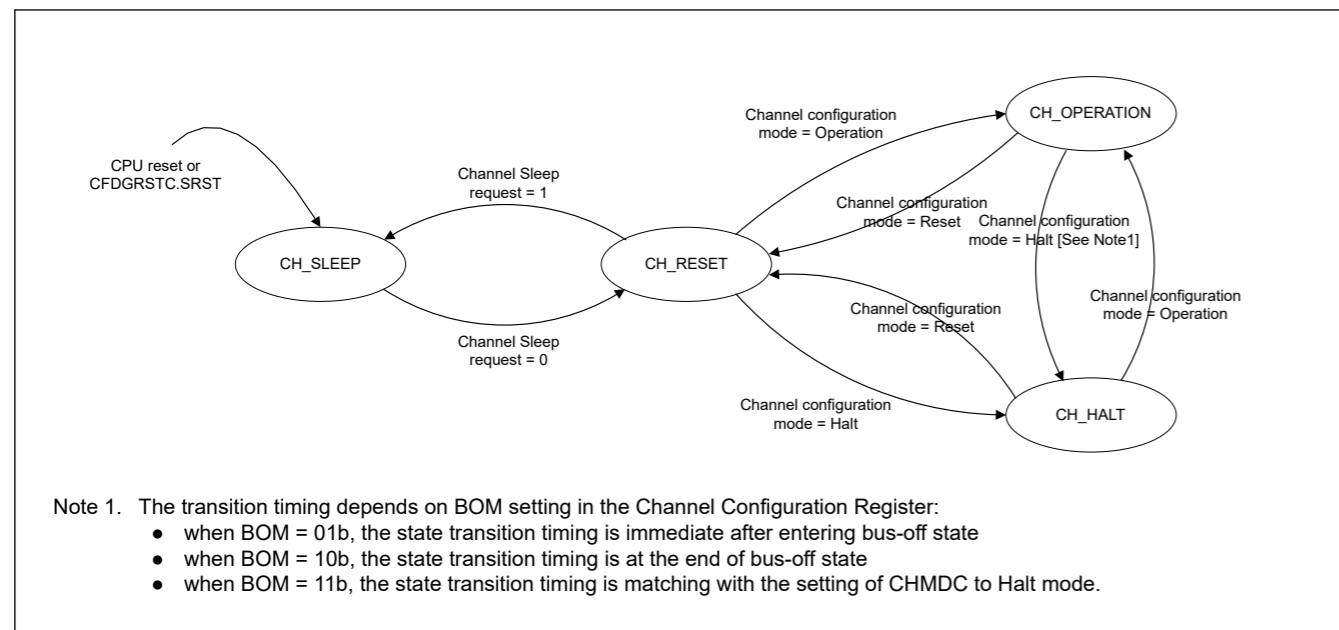 Channel configuration
mode = Operation
CH_OPERATION
CPU reset or
CFDGRSTC.SRST
Channel Sleep
request = 1
Channel configuration
mode = Reset
Channel configuration
mode = Halt [See Note1]
CH_SLEEP
CH_RESET
Channel configuration
mode = Reset
Channel configuration
mode = Operation
Channel Sleep
request = 0
Channel configuration
mode = Halt
CH_HALT
Note 1. The transition timing depends on BOM setting in the Channel Configuration Register:
● when BOM = 01b, the state transition timing is immediate after entering bus-off state
● when BOM = 10b, the state transition timing is at the end of bus-off state
● when BOM = 11b, the state transition timing is matching with the setting of CHMDC to Halt mode.